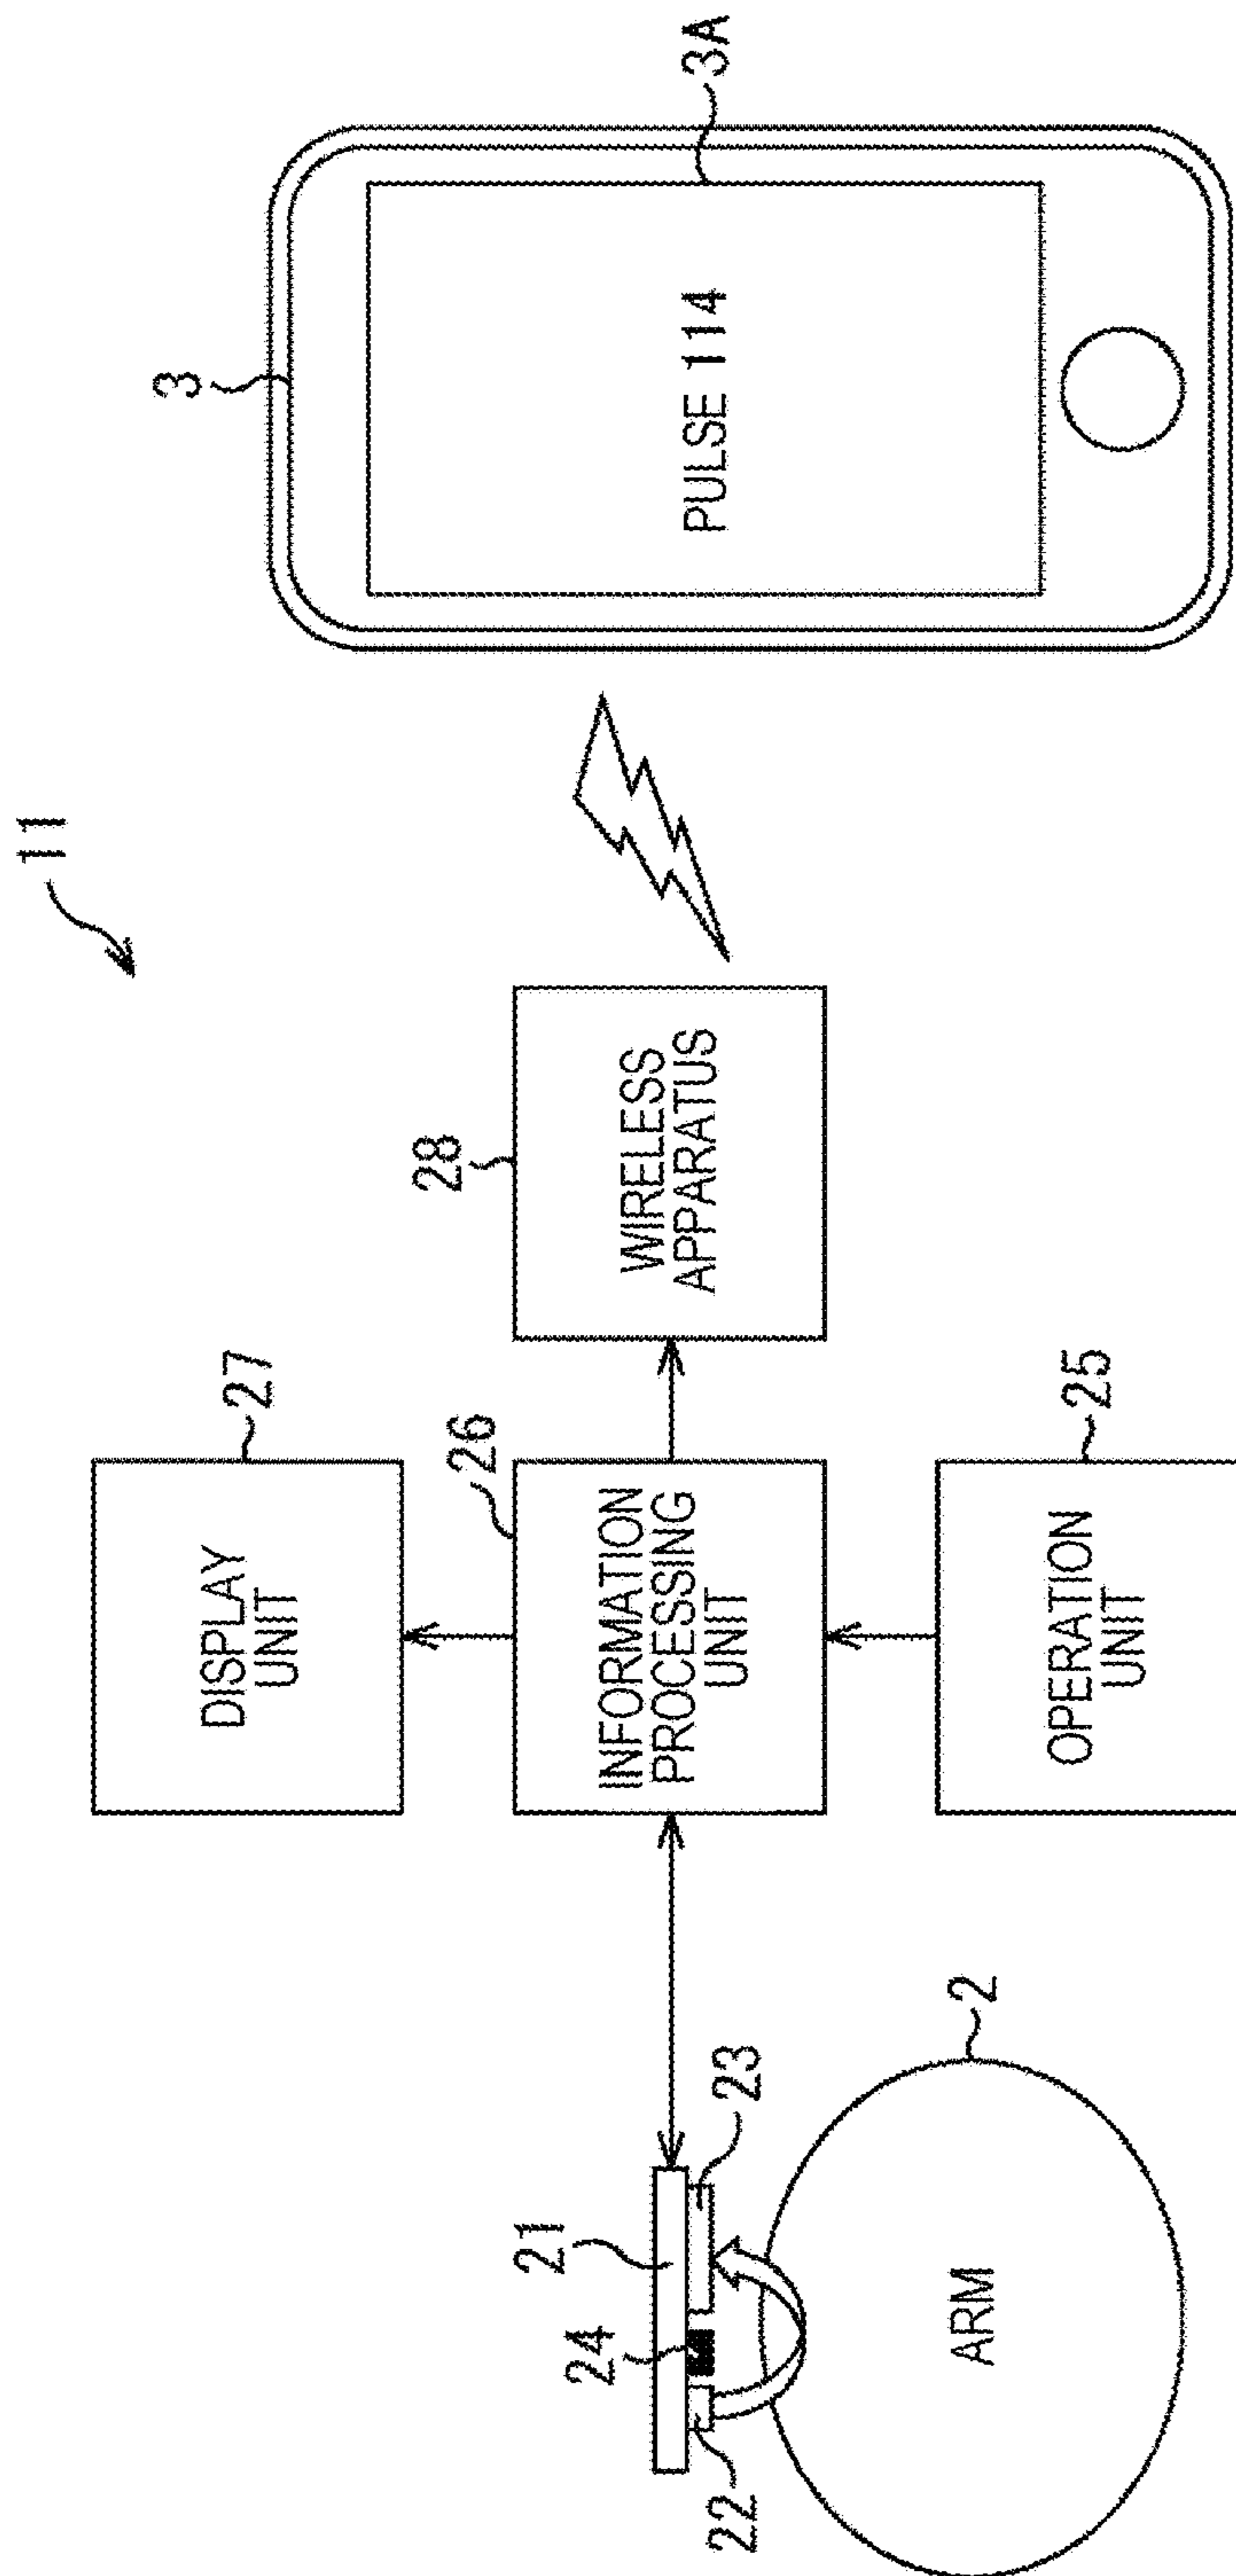 11
27
DISPLAY
UNIT
24
21
22
23
26
INFORMATION
PROCESSING
UNIT
28
WIRELESS
APPARATUS
3
PULSE 114
3A
2
ARM
25
OPERATION
UNIT